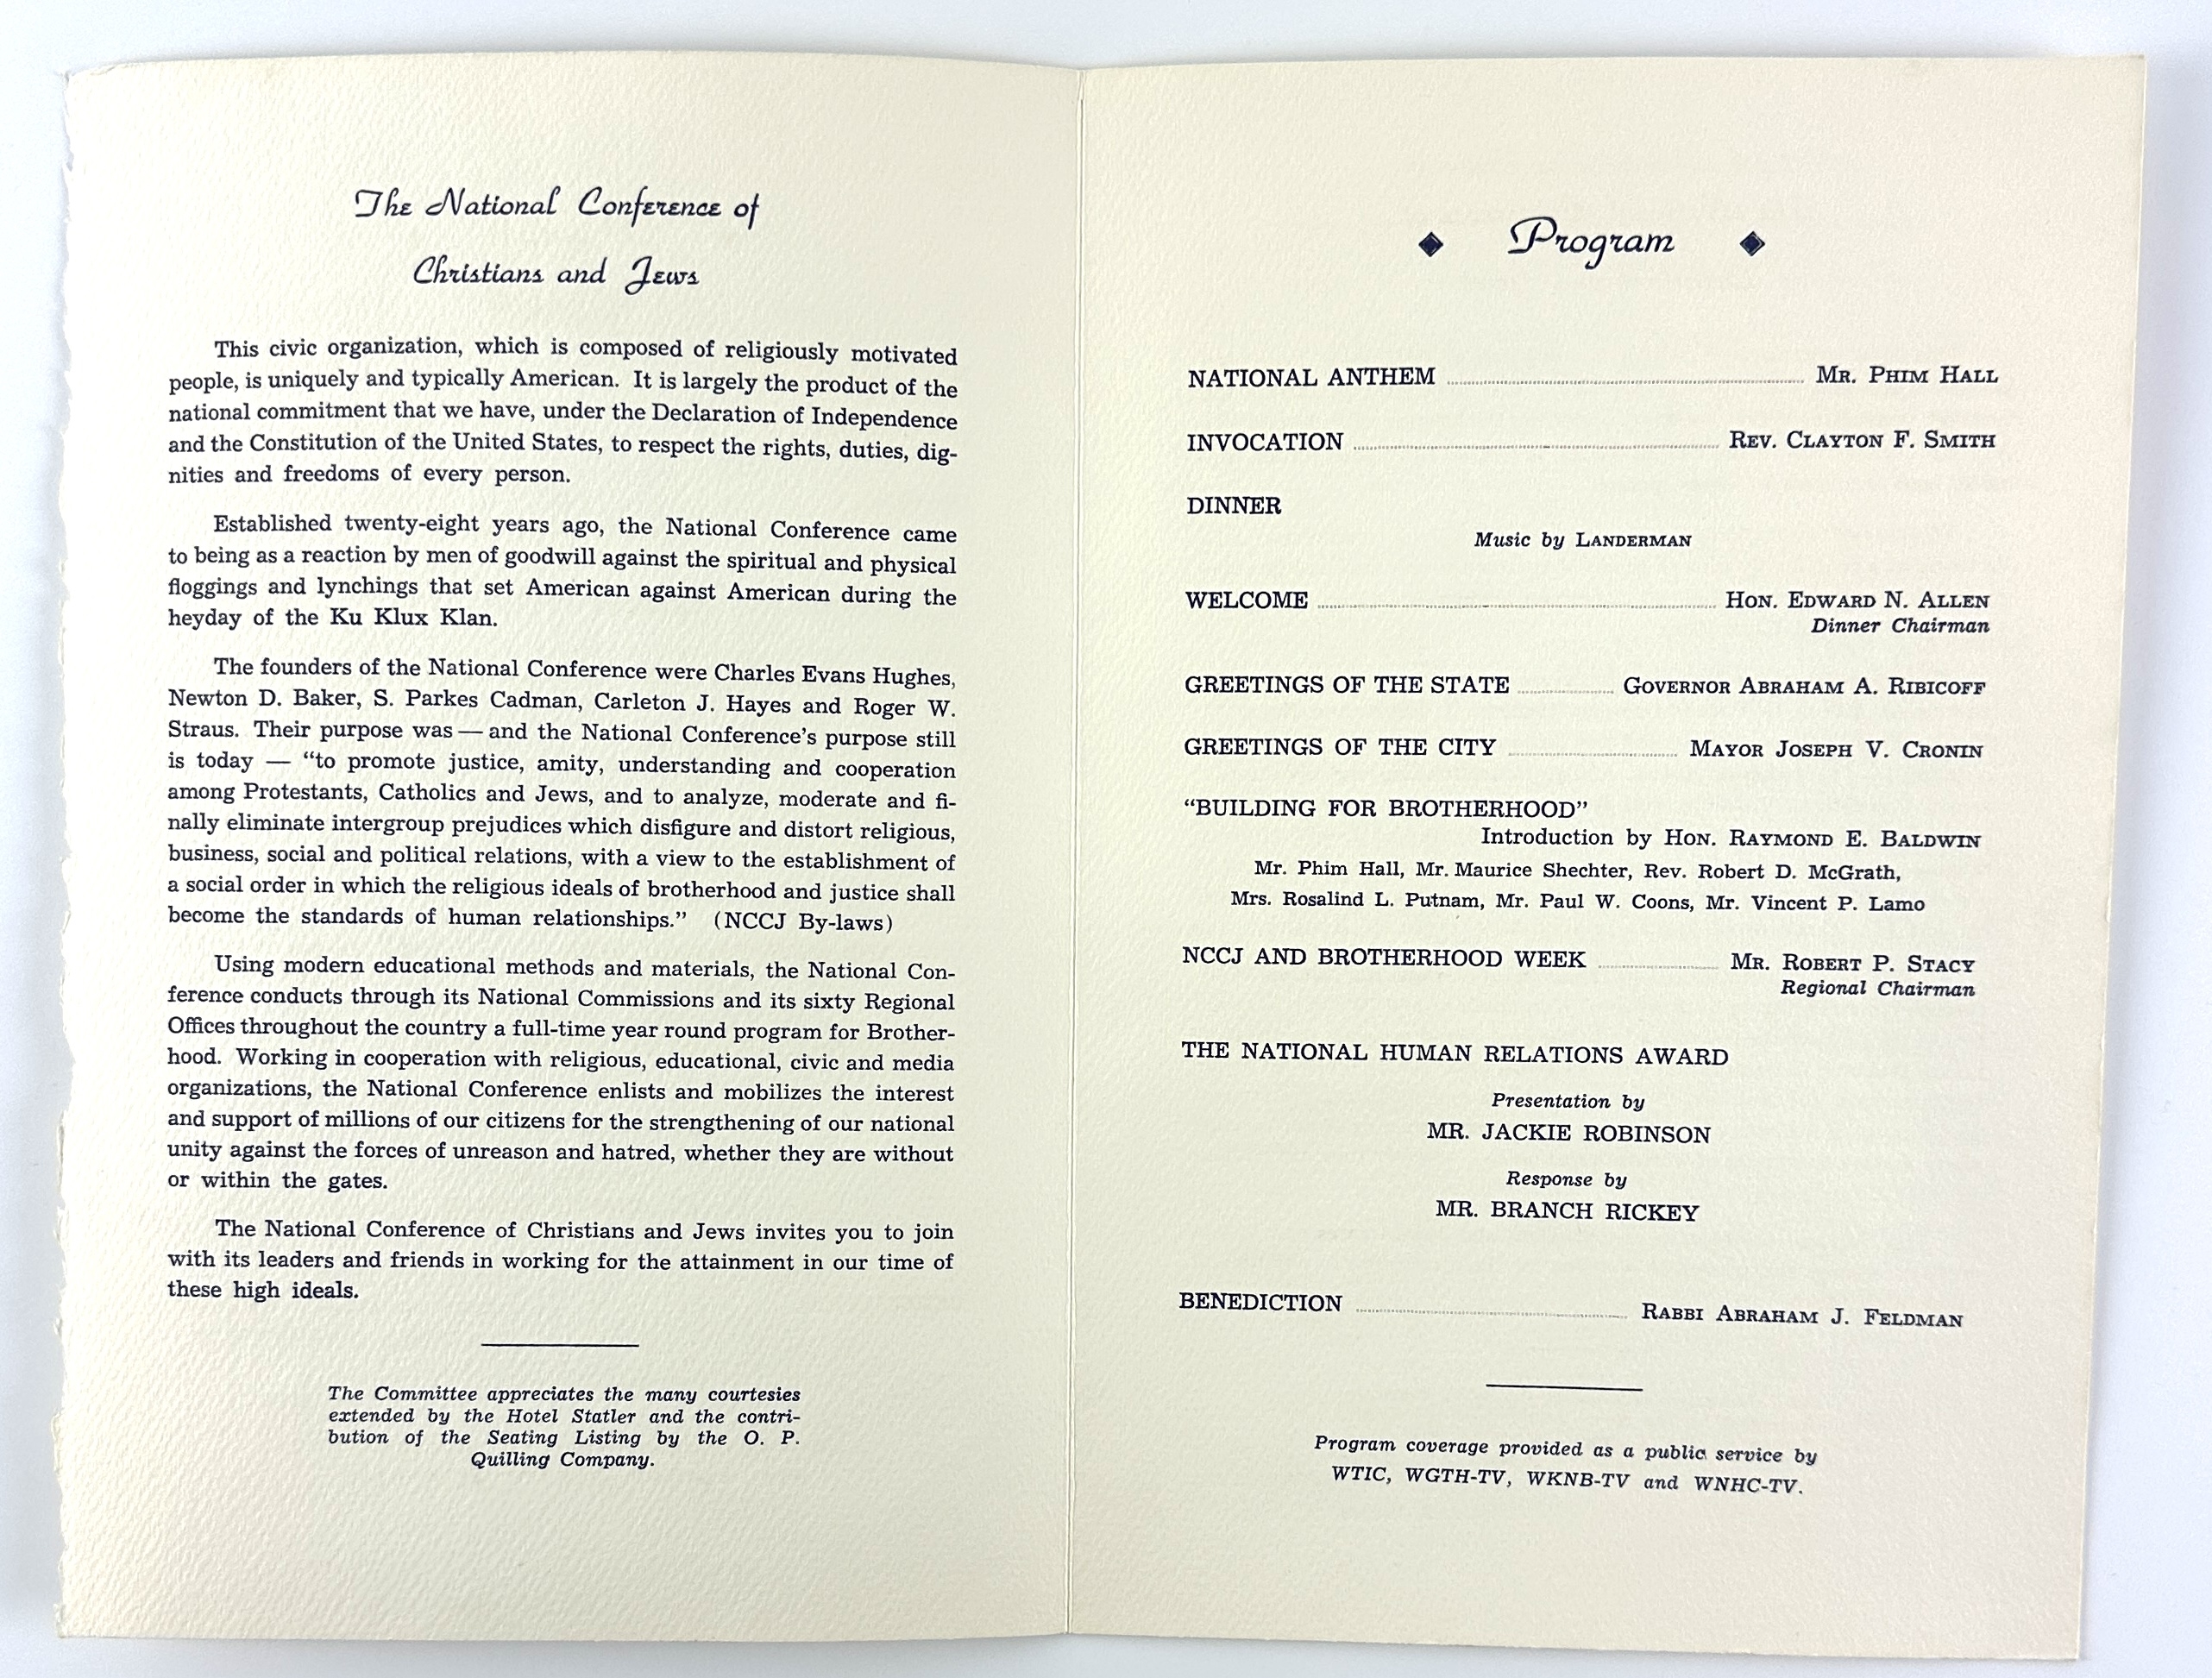 The National Conference of
Christians and Jews
This civic organization, which is composed of religiously motivated
people, is uniquely and typically American. It is largely the product of the
national commitment that we have, under the Declaration of Independence
and the Constitution of the United States, to respect the rights, duties, dig-
nities and freedoms of every person.
Established twenty-eight years ago, the National Conference came
to being as a reaction by men of goodwill against the spiritual and physical
floggings and lynchings that set American against American during the
heyday of the Ku Klux Klan.
The founders of the National Conference were Charles Evans Hughes,
Newton D. Baker, S. Parkes Cadman, Carleton J. Hayes and Roger W.
Straus. Their purpose was — and the National Conference's purpose still
is today — "to promote justice, amity, understanding and cooperation
among Protestants, Catholics and Jews, and to analyze, moderate and fi-
nally eliminate intergroup prejudices which disfigure and distort religious,
business, social and political relations, with a view to the establishment of
a social order in which the religious ideals of brotherhood and justice shall
become the standards of human relationships." (NCCJ By-laws)
Using modern educational methods and materials, the National Con-
ference conducts through its National Commissions and its sixty Regional
Offices throughout the country a full-time year round program for Brother-
hood. Working in cooperation with religious, educational, civic and media
organizations, the National Conference enlists and mobilizes the interest
and support of millions of our citizens for the strengthening of our national
unity against the forces of unreason and hatred, whether they are without
or within the gates.
The National Conference of Christians and Jews invites you to join
with its leaders and friends in working for the attainment in our time of
these high ideals.
The Committee appreciates the many courtesies
extended by the Hotel Statler and the contri-
bution of the Seating Listing by the O. P.
Quilling Company.
◆ Program ◆
NATIONAL ANTHEM ........ MR. PHIM HALL
INVOCATION ........ REV. CLAYTON F. SMITH
DINNER
Music by LANDERMAN
WELCOME ........ HON. EDWARD N. ALLEN
Dinner Chairman
GREETINGS OF THE STATE ........ GOVERNOR ABRAHAM A. RIBICOFF
GREETINGS OF THE CITY ........ MAYOR JOSEPH V. CRONIN
"BUILDING FOR BROTHERHOOD"
Introduction by HON. RAYMOND E. BALDWIN
Mr. Phim Hall, Mr. Maurice Shechter, Rev. Robert D. McGrath,
Mrs. Rosalind L. Putnam, Mr. Paul W. Coons, Mr. Vincent P. Lamo
NCCJ AND BROTHERHOOD WEEK ........ MR. ROBERT P. STACY
Regional Chairman
THE NATIONAL HUMAN RELATIONS AWARD
Presentation by
MR. JACKIE ROBINSON
Response by
MR. BRANCH RICKEY
BENEDICTION ........ RABBI ABRAHAM J. FELDMAN
Program coverage provided as a public service by
WTIC, WGTH-TV, WKNB-TV and WNHC-TV.